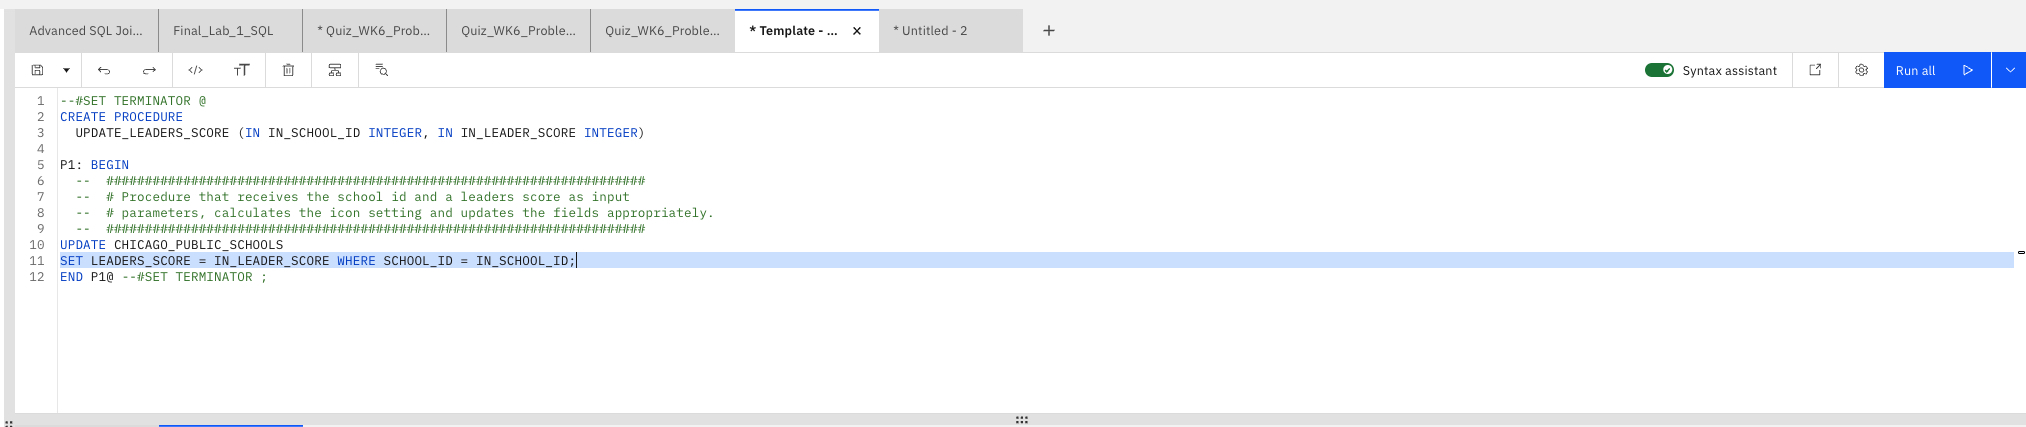 Advanced SQL Joi... Final_Lab_1_SQL * Quiz_WK6_Prob... Quiz_WK6_Proble... Quiz_WK6_Proble... * Template - ... × * Untitled - 2 +
</> TT Syntax assistant Run all
1 --#SET TERMINATOR @
2 CREATE PROCEDURE
3 UPDATE_LEADERS_SCORE (IN IN_SCHOOL_ID INTEGER, IN IN_LEADER_SCORE INTEGER)
4
5 P1: BEGIN
6 -- ######################################################################
7 -- # Procedure that receives the school id and a leaders score as input
8 -- # parameters, calculates the icon setting and updates the fields appropriately.
9 -- ######################################################################
10 UPDATE CHICAGO_PUBLIC_SCHOOLS
11 SET LEADERS_SCORE = IN_LEADER_SCORE WHERE SCHOOL_ID = IN_SCHOOL_ID;
12 END P1@ --#SET TERMINATOR ;